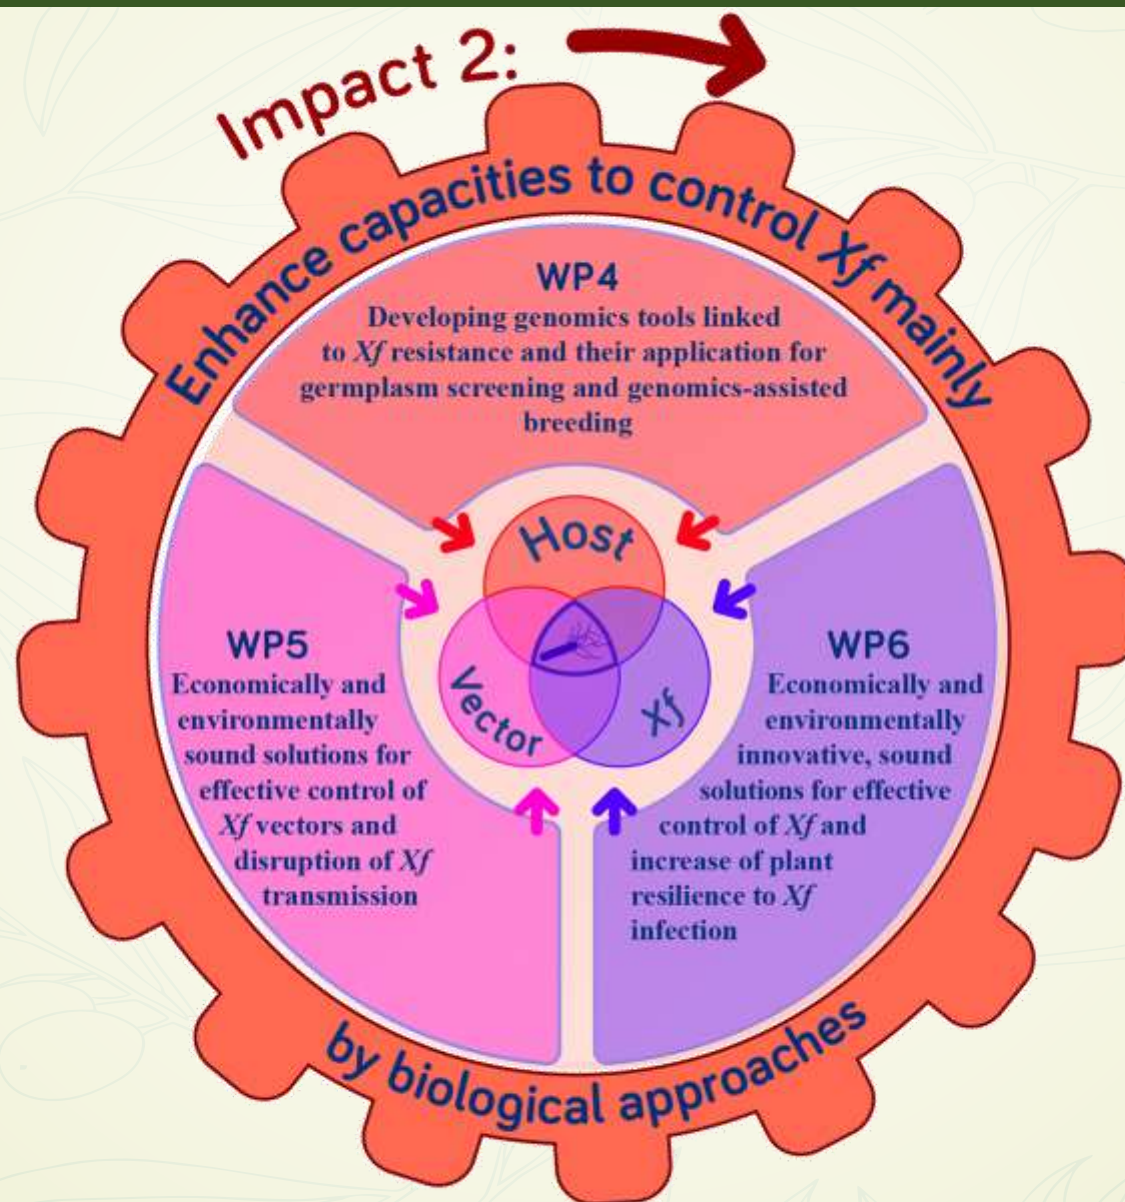 Impact 2:
Enhance capacities to control Xf mainly
WP4
Developing genomics tools linked
to Xf resistance and their application for
germplasm screening and genomics-assisted
breeding
Host
Vector
Xf
WP5
Economically and
environmentally
sound solutions for
effective control of
Xf vectors and
disruption of Xf
transmission
WP6
Economically and
environmentally
innovative, sound
solutions for effective
control of Xf and
increase of plant
resilience to Xf
infection
by biological approaches